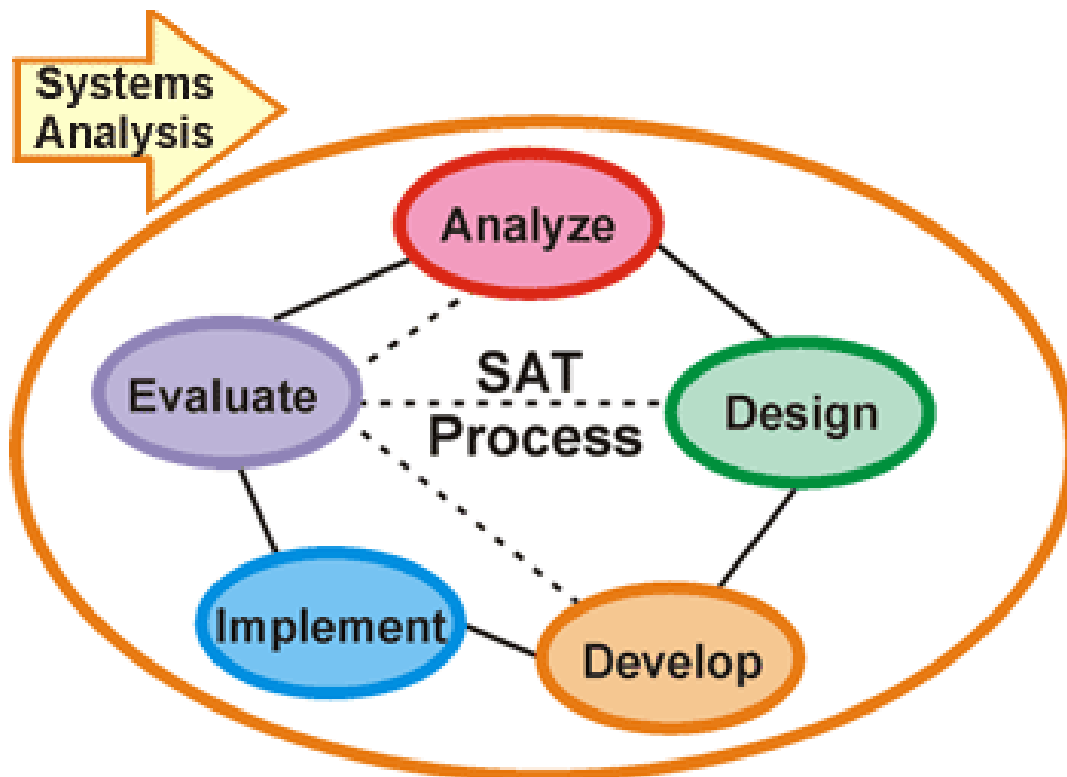 Systems
Analysis
Analyze
SAT
Process
Evaluate
Design
Implement
Develop